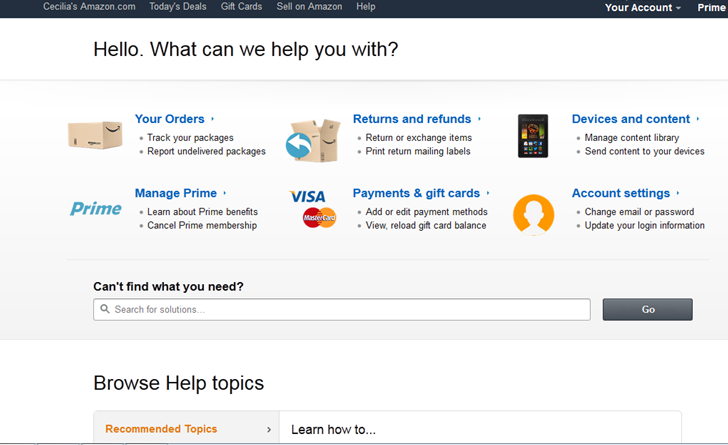 Cecilia's Amazon.com Today's Deals Gift Cards Sell on Amazon Help Your Account Prime
Hello. What can we help you with?
Your Orders
Track your packages
Report undelivered packages
Returns and refunds
Return or exchange items
Print return mailing labels
Devices and content
Manage content library
Send content to your devices
Prime
Manage Prime
Learn about Prime benefits
Cancel Prime membership
VISA
MasterCard
Payments & gift cards
Add or edit payment methods
View, reload gift card balance
Account settings
Change email or password
Update your login information
Can't find what you need?
Search for solutions...
Go
Browse Help topics
Recommended Topics
Learn how to...